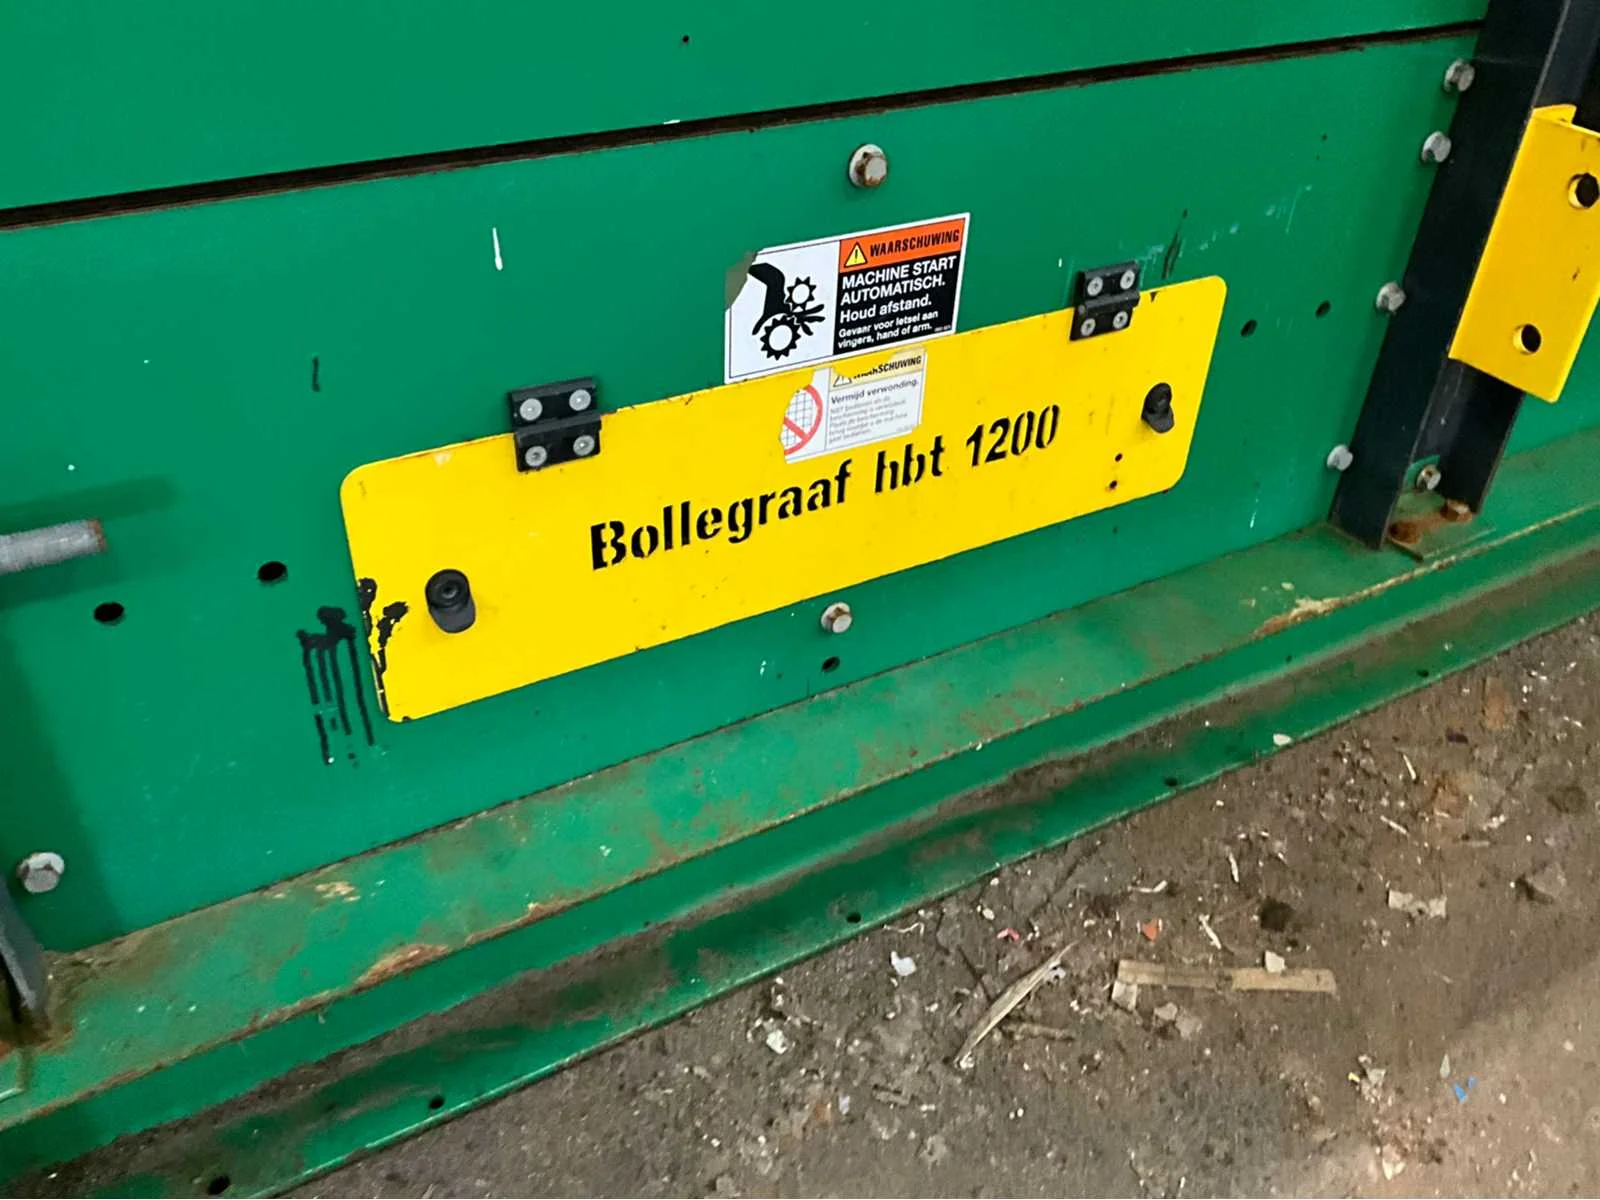 WAARSCHUWING
MACHINE START
AUTOMATISCH.
Houd afstand.
Gevaar voor letsel aan
vingers, hand of arm.
Vermijd verwonding.
Bollegraaf hbt 1200